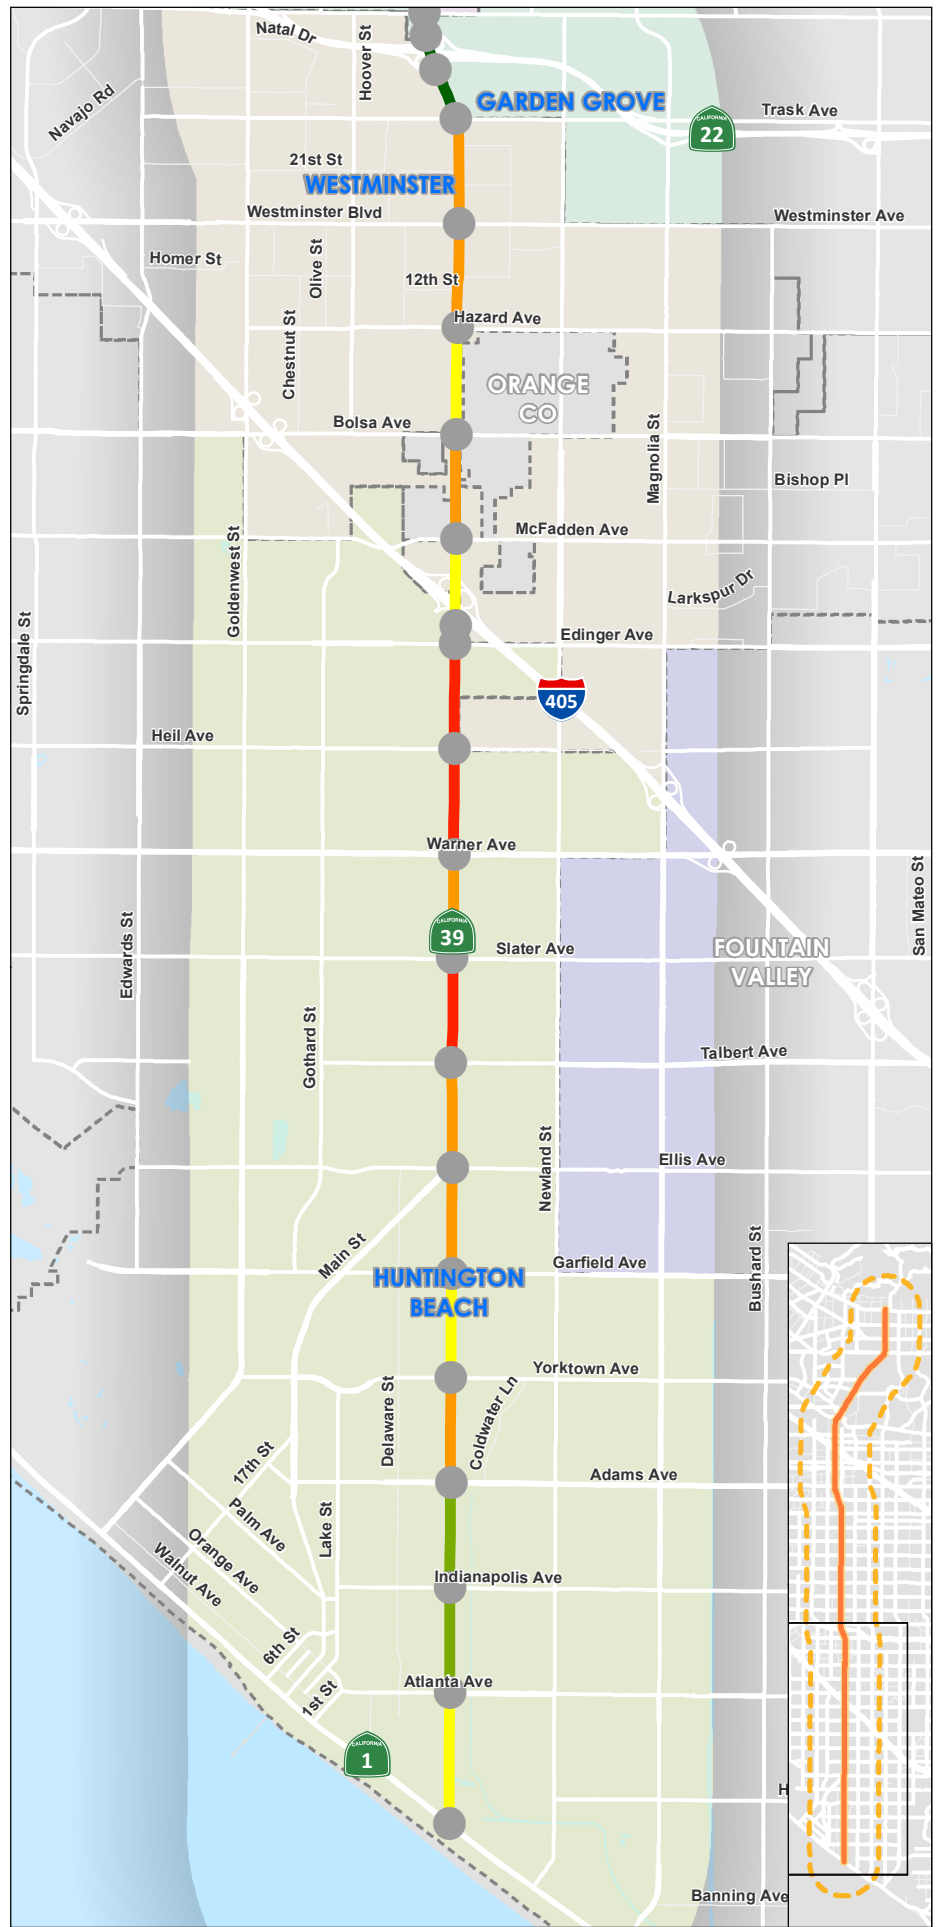 Natal Dr
Hoover St
Navajo Rd
GARDEN GROVE
Trask Ave
CALIFORNIA
22
21st St
WESTMINSTER
Westminster Blvd
Westminster Ave
Homer St
Olive St
12th St
Hazard Ave
Chestnut St
ORANGE
CO
Bolsa Ave
Magnolia St
Bishop Pl
McFadden Ave
Goldenwest St
Larkspur Dr
Springdale St
Edinger Ave
405
Heil Ave
Warner Ave
San Mateo St
Edwards St
CALIFORNIA
39
Slater Ave
FOUNTAIN
VALLEY
Gothard St
Talbert Ave
Newland St
Ellis Ave
Main St
Garfield Ave
Bushard St
HUNTINGTON
BEACH
Yorktown Ave
Delaware St
Coldwater Ln
17th St
Adams Ave
Palm Ave
Lake St
Orange Ave
Walnut Ave
Indianapolis Ave
6th St
1st St
Atlanta Ave
CALIFORNIA
1
H
Banning Ave